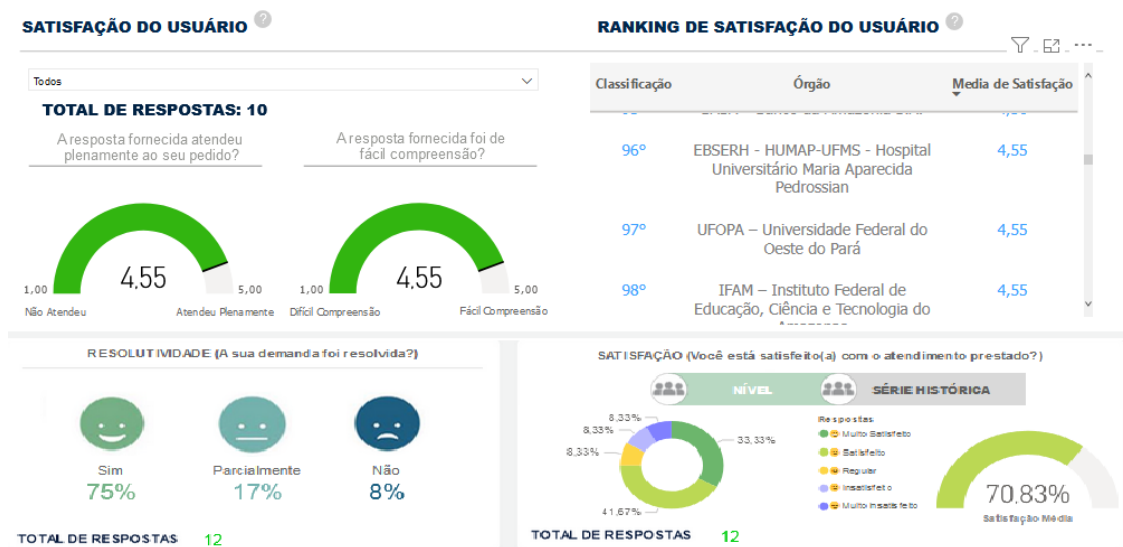 SATISFAÇÃO DO USUÁRIO ?
Todos
TOTAL DE RESPOSTAS: 10
A resposta fornecida atendeu
plenamente ao seu pedido?
1,00
4,55
5,00
Não Atendeu
Atendeu Plenamente
A resposta fornecida foi de
fácil compreensão?
1,00
4,55
5,00
Difícil Compreensão
Fácil Compreensão
RANKING DE SATISFAÇÃO DO USUÁRIO ?
Classificação Órgão Media de Satisfação
96º EBSERH - HUMAP-UFMS - Hospital 4,55
Universitário Maria Aparecida
Pedrossian
97º UFOPA – Universidade Federal do 4,55
Oeste do Pará
98º IFAM – Instituto Federal de 4,55
Educação, Ciência e Tecnologia do
RESOLUTIVIDADE (A sua demanda foi resolvida?)
Sim Parcialmente Não
75% 17% 8%
TOTAL DE RESPOSTAS 12
SATISFAÇÃO (Você está satisfeito(a) com o atendimento prestado?)
NÍVEL SÉRIE HISTÓRICA
8,33%
8,33%
8,33%
33,33%
41,67%
Respostas
Muito Satisfeito
Satisfeito
Regular
Insatisfeito
Muito Insatisfeito
70,83%
Satisfação Média
TOTAL DE RESPOSTAS 12